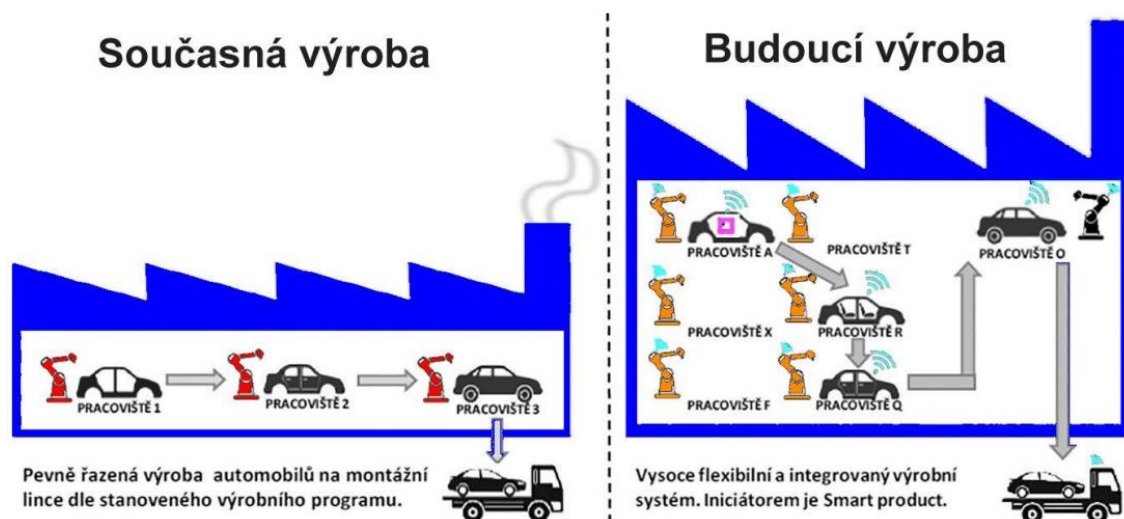 Současná výroba
PRACOVIŠTĚ 1
PRACOVIŠTĚ 2
PRACOVIŠTĚ 3
Pevně řazená výroba automobilů na montážní
lince dle stanoveného výrobního programu.
Budoucí výroba
PRACOVIŠTĚ A
PRACOVIŠTĚ T
PRACOVIŠTĚ O
PRACOVIŠTĚ X
PRACOVIŠTĚ R
PRACOVIŠTĚ F
PRACOVIŠTĚ Q
Vysoce flexibilní a integrovaný výrobní
systém. Iniciátorem je Smart product.